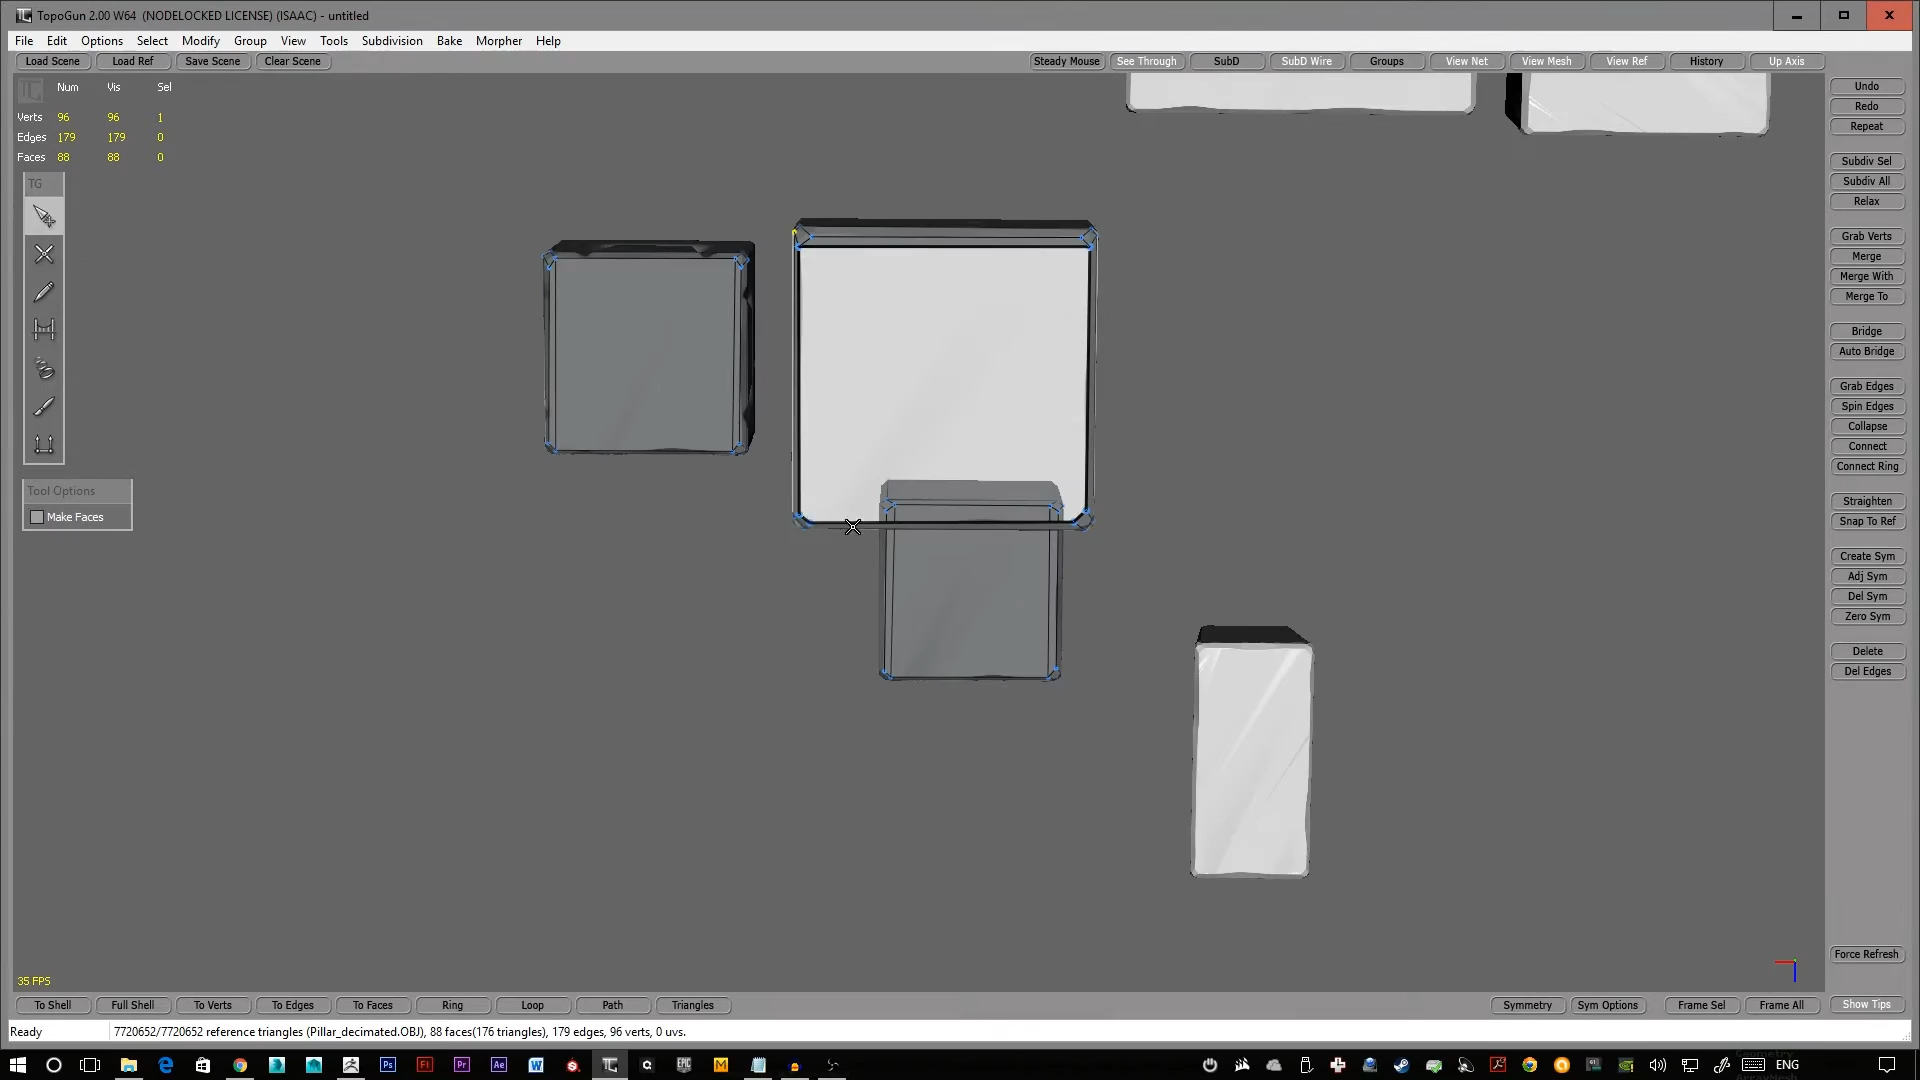 TopoGun 2.00 W64 (NODELOCKED LICENSE) (ISAAC) - untitled
File Edit Options Select Modify Group View Tools Subdivision Bake Morpher Help
Load Scene Load Ref Save Scene Clear Scene Steady Mouse See Through SubD SubD Wire Groups View Net View Mesh View Ref History Up Axis
Num Vis Sel
Verts 96 96 1
Edges 179 179 0
Faces 88 88 0
TG
Tool Options
Make Faces
Undo
Redo
Repeat
Subdiv Sel
Subdiv All
Relax
Grab Verts
Merge
Merge With
Merge To
Bridge
Auto Bridge
Grab Edges
Spin Edges
Collapse
Connect
Connect Ring
Straighten
Snap To Ref
Create Sym
Adj Sym
Del Sym
Zero Sym
Delete
Del Edges
Force Refresh
35 FPS
To Shell Full Shell To Verts To Edges To Faces Ring Loop Path Triangles Symmetry Sym Options Frame Sel Frame All Show Tips
Ready 7720652/7720652 reference triangles (Pillar_decimated.OBJ), 88 faces(176 triangles), 179 edges, 96 verts, 0 uvs.
ENG